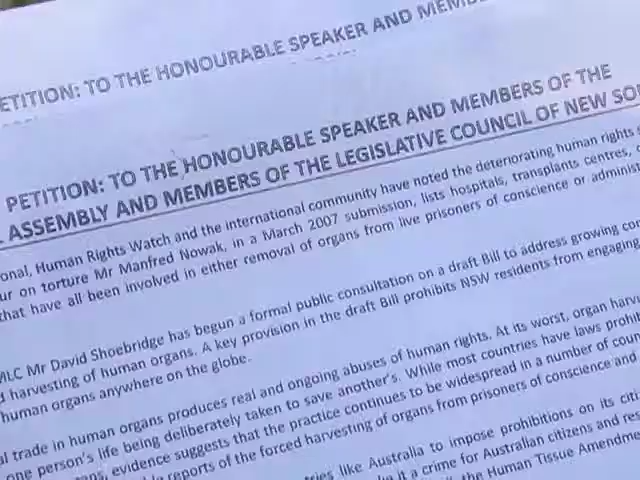 ETITION: TO THE HONOURABLE SPEAKER AND
PETITION: TO THE HONOURABLE SPEAKER AND MEMBERS OF THE
ASSEMBLY AND MEMBERS OF THE LEGISLATIVE COUNCIL OF NEW
onal, Human Rights Watch and the international community have noted the deteriorating human rights
ur on torture Mr Manfred Nowak, in a March 2007 submission, lists hospitals, transplants centres,
that have all been involved in either removal of organs from live prisoners of conscience or
MLC Mr David Shoebridge has begun a formal public consultation on a draft Bill to address growing
harvesting of human organs. A key provision in the draft Bill prohibits NSW residents from engaging
human organs anywhere on the globe.
al trade in human organs produces real and ongoing abuses of human rights. At its worst, organ
one person's life being deliberately taken to save another's. While most countries have laws
evidence suggests that the practice continues to be widespread in a number of
reports of the forced harvesting of organs from prisoners of conscience and
tries like Australia to impose prohibitions on its
it a crime for Australian citizens and
the Human Tissue